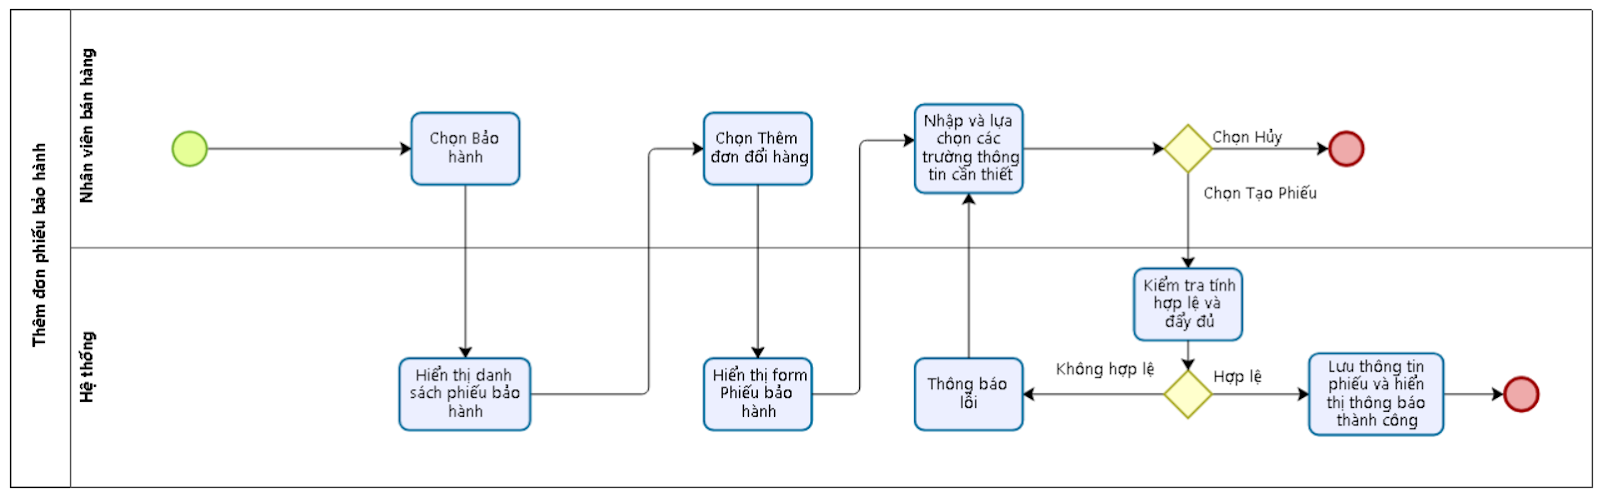 Thêm đơn phiếu bảo hành
Nhân viên bán hàng
Chọn Bảo
hành
Chọn Thêm
đơn đổi hàng
Nhập và lựa
chọn các
trường thông
tin cần thiết
Chọn Hủy
Chọn Tạo Phiếu
Hệ thống
Hiển thị danh
sách phiếu bảo
hành
Hiển thị form
Phiếu bảo
hành
Thông báo
lỗi
Kiểm tra tính
hợp lệ và
đẩy đủ
Không hợp lệ
Hợp lệ
Lưu thông tin
phiếu và hiển
thị thông báo
thành công